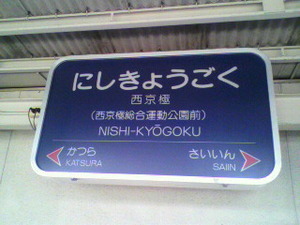 にしきょうごく
西京極
(西京極総合運動公園前)
NISHI-KYŌGOKU
かつら さいいん
KATSURA SAIIN